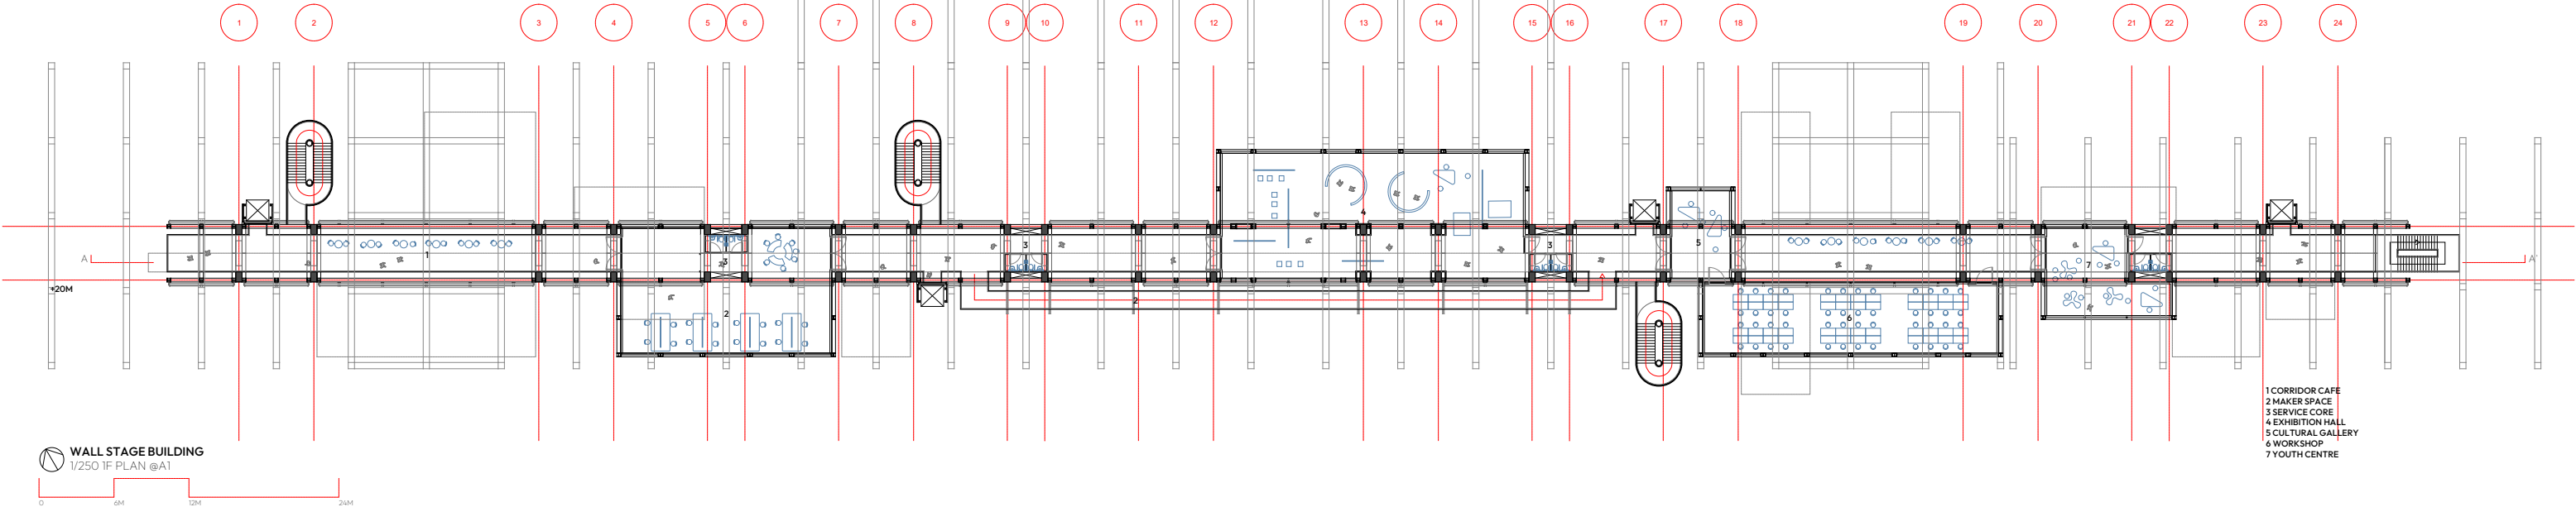 1 2 3 4 5 6 7 8 9 10 11 12 13 14 15 16 17 18 19 20 21 22 23 24
4
3 3 5
1 3 7
A A'
+20M
2
2 6
1 CORRIDOR CAFE
2 MAKER SPACE
3 SERVICE CORE
4 EXHIBITION HALL
5 CULTURAL GALLERY
6 WORKSHOP
7 YOUTH CENTRE
WALL STAGE BUILDING
1/250 1F PLAN @A1
0 6M 12M 24M